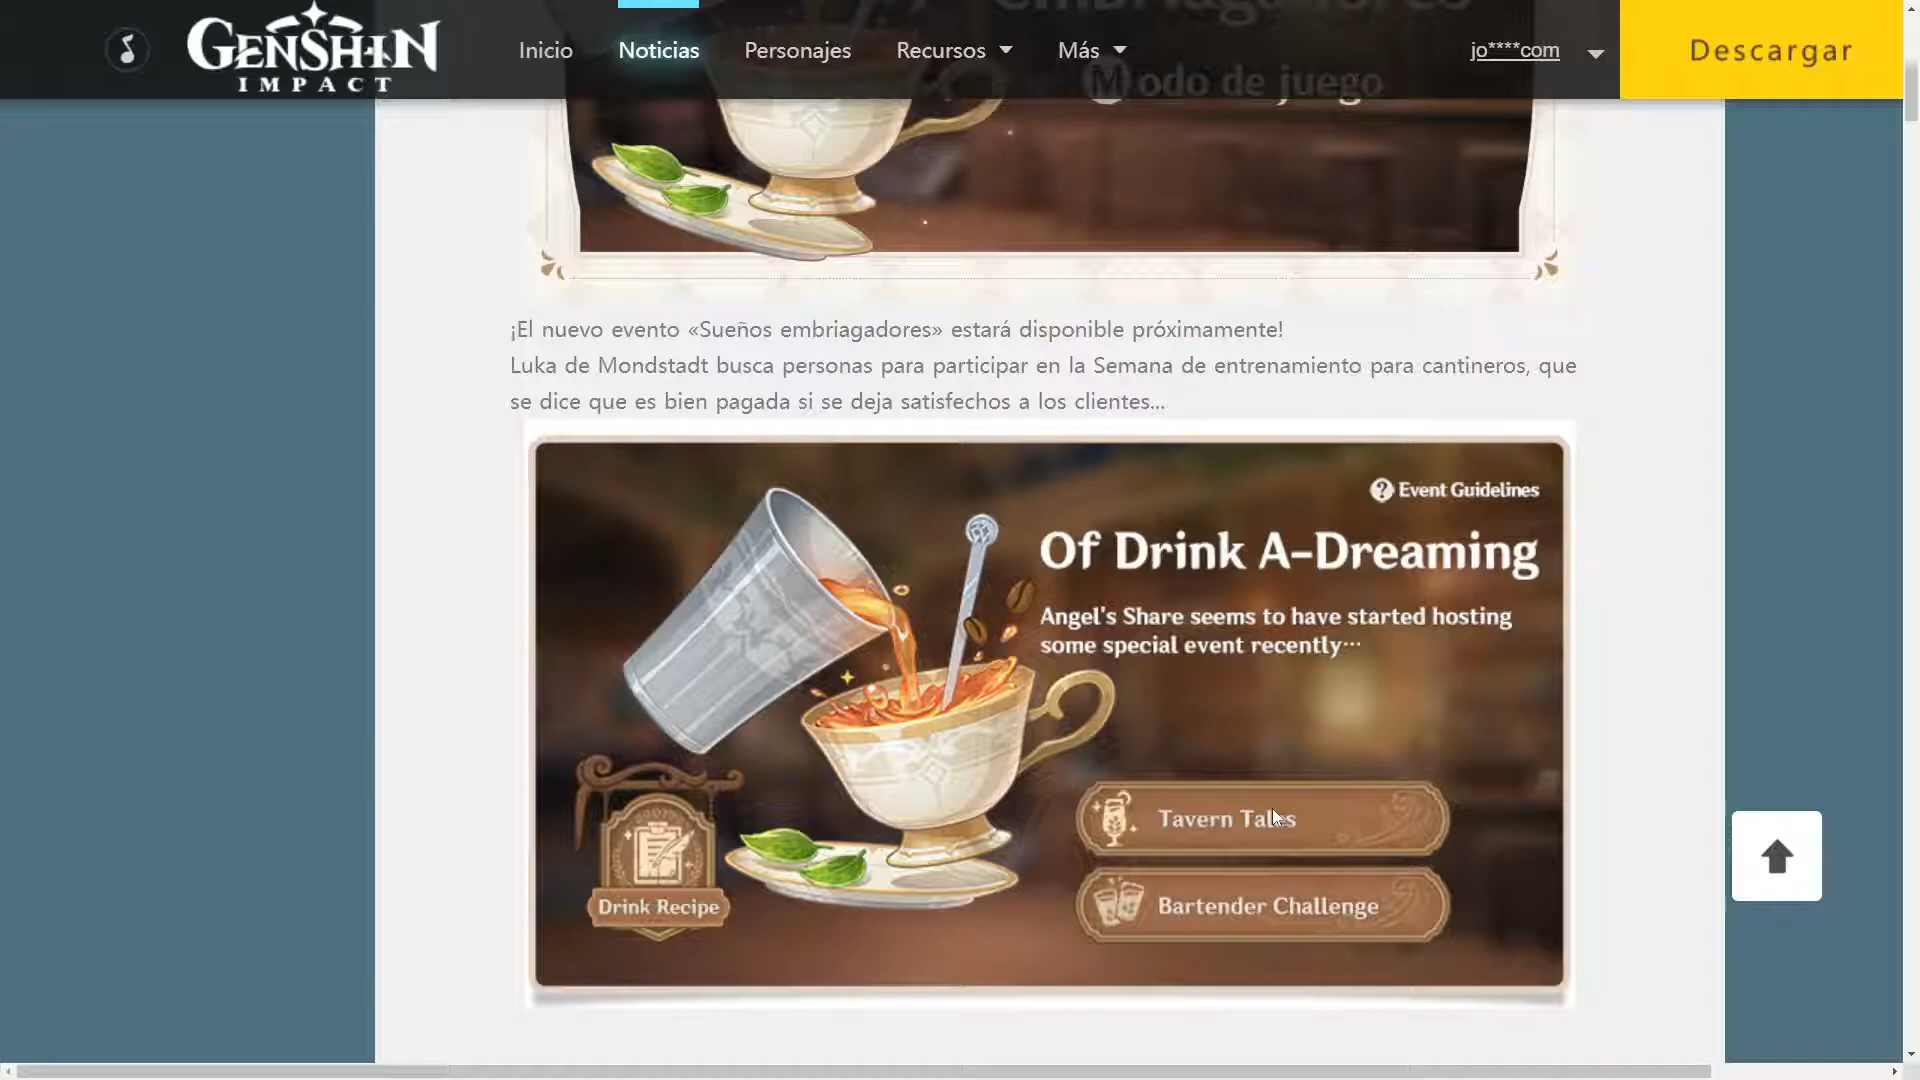 GENSHIN
IMPACT
Inicio
Noticias
Personajes
Recursos
Más
jo****com
Descargar
Modo de juego
¡El nuevo evento «Sueños embriagadores» estará disponible próximamente!
Luka de Mondstadt busca personas para participar en la Semana de entrenamiento para cantineros, que
se dice que es bien pagada si se deja satisfechos a los clientes...
? Event Guidelines
Of Drink A-Dreaming
Angel's Share seems to have started hosting
some special event recently…
Tavern Tales
Bartender Challenge
Drink Recipe